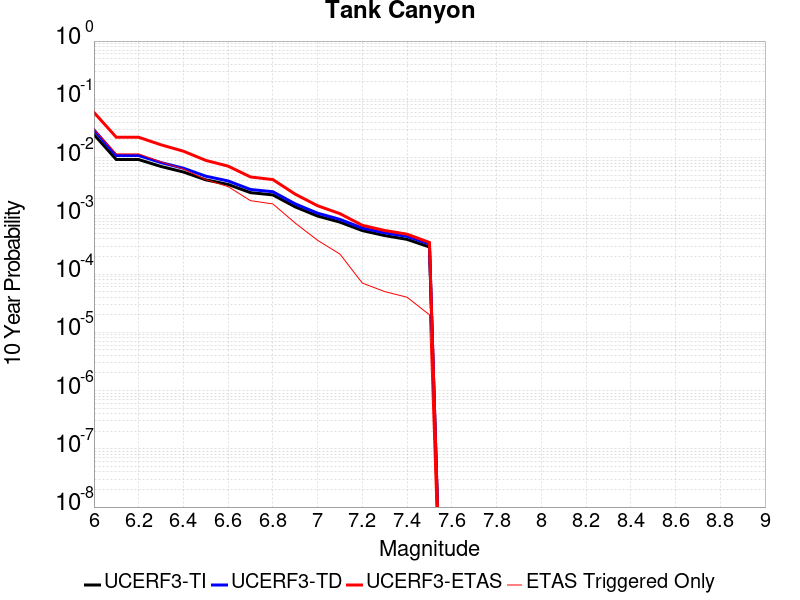 Tank Canyon
10^0
10^-1
10^-2
10^-3
10^-4
10^-5
10^-6
10^-7
10^-8
10 Year Probability
6 6.2 6.4 6.6 6.8 7 7.2 7.4 7.6 7.8 8 8.2 8.4 8.6 8.8 9
Magnitude
UCERF3-TI UCERF3-TD UCERF3-ETAS ETAS Triggered Only